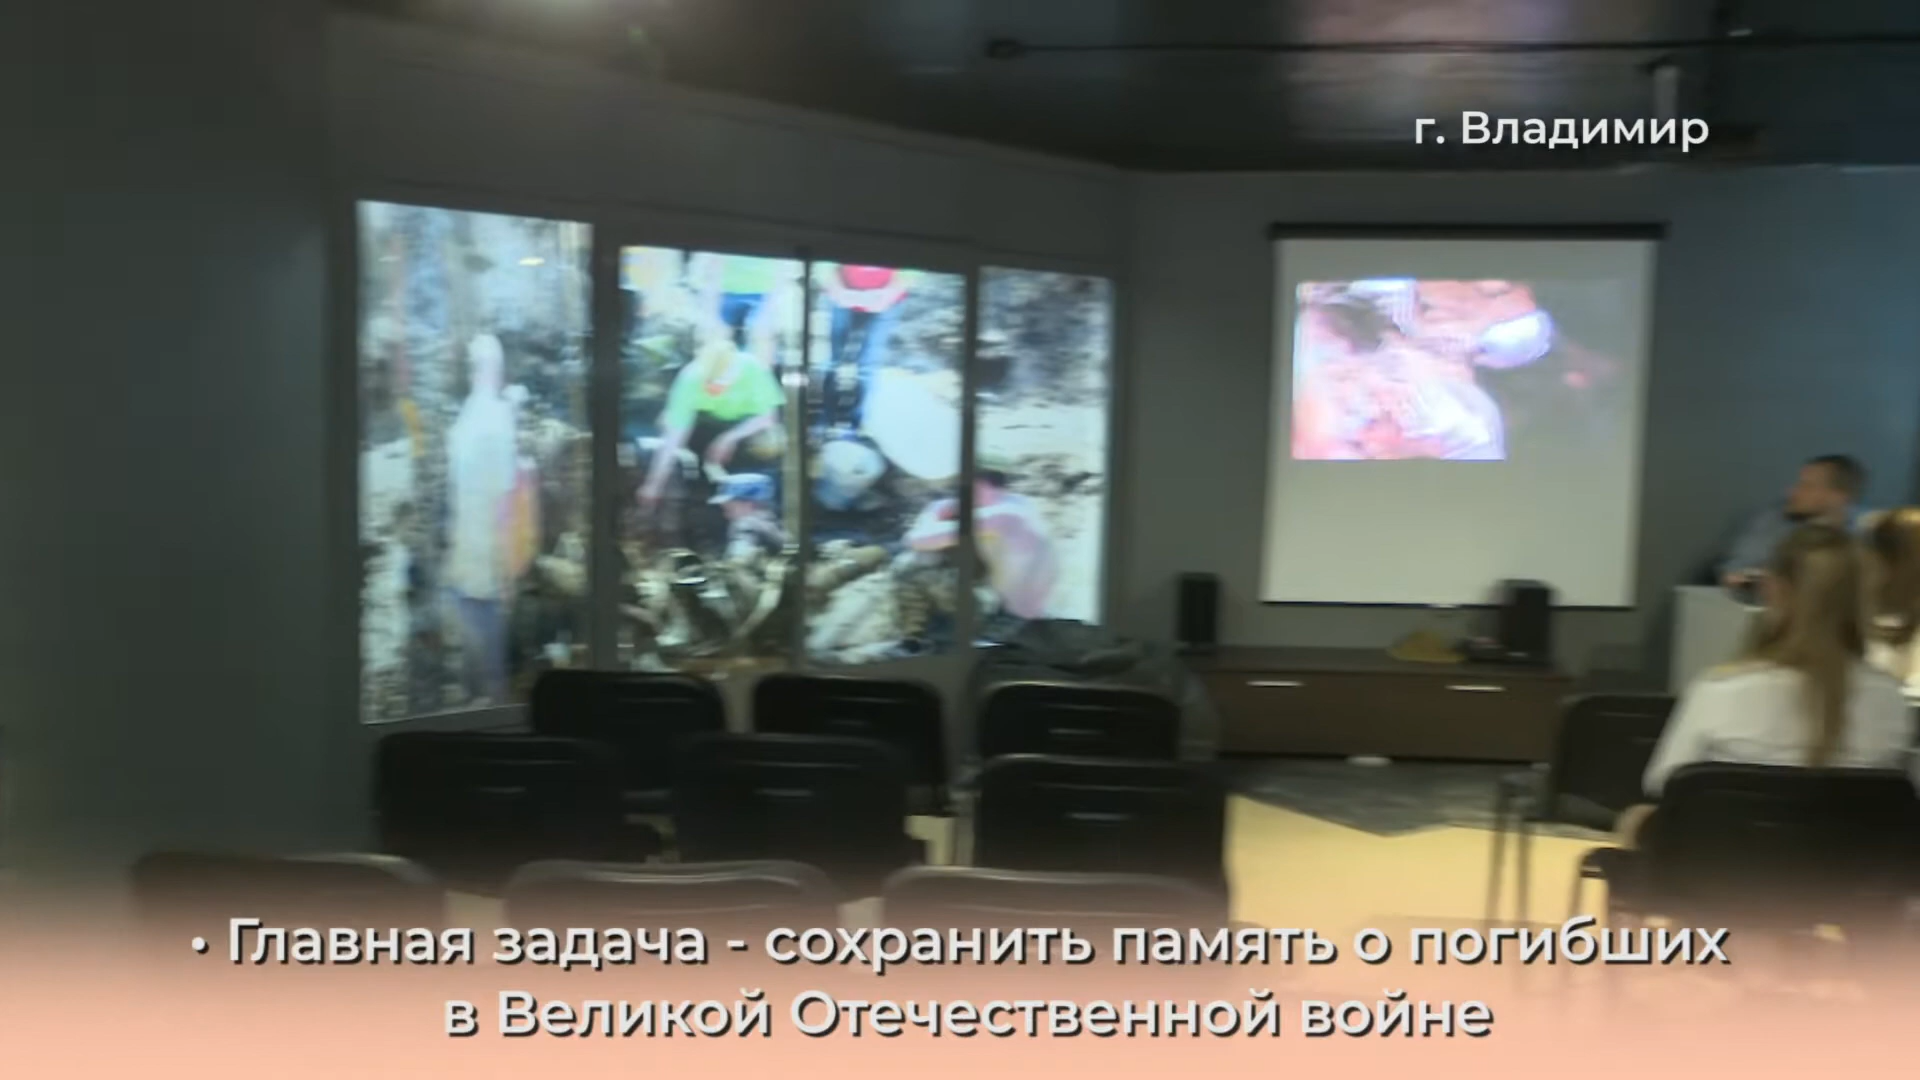 г. Владимир
• Главная задача - сохранить память о погибших
в Великой Отечественной войне